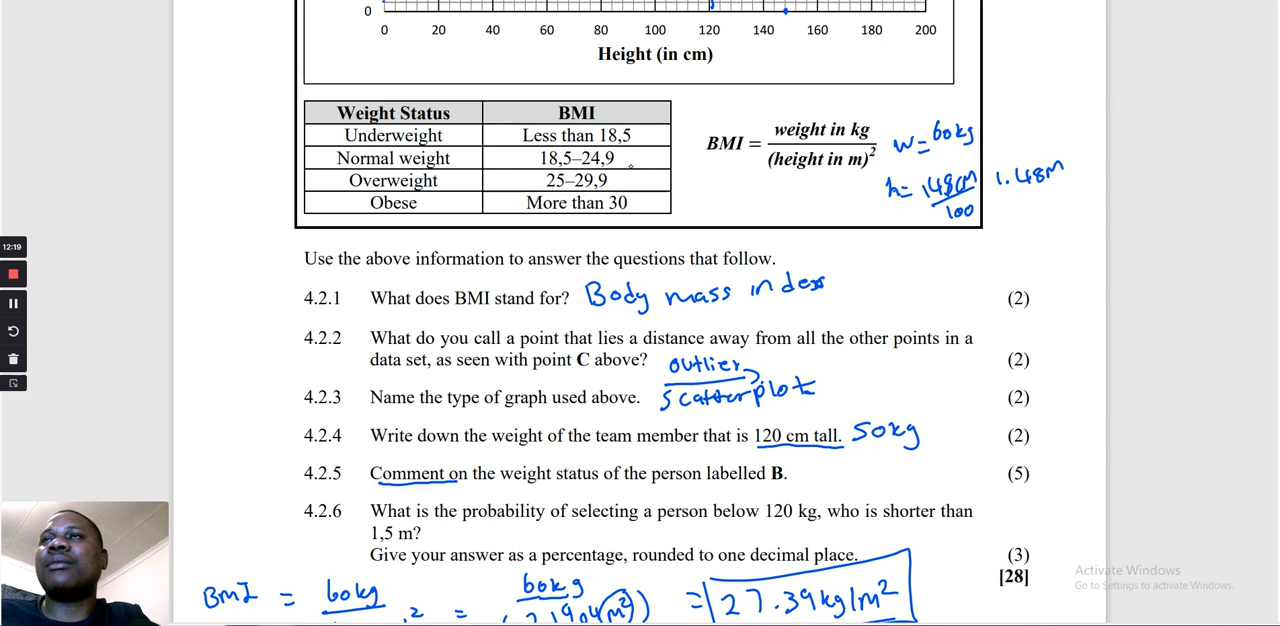 0
0 20 40 60 80 100 120 140 160 180 200
Height (in cm)
Weight Status BMI
Underweight Less than 18,5
Normal weight 18,5–24,9
Overweight 25–29,9
Obese More than 30
BMI = weight in kg / (height in m)²
w = 60kg
h = 148cm / 100 1.48m
12:19
Use the above information to answer the questions that follow.
4.2.1 What does BMI stand for? Body mass index (2)
4.2.2 What do you call a point that lies a distance away from all the other points in a
data set, as seen with point C above? (2)
outlier
4.2.3 Name the type of graph used above. Scatter plot (2)
4.2.4 Write down the weight of the team member that is 120 cm tall. 50kg (2)
4.2.5 Comment on the weight status of the person labelled B. (5)
4.2.6 What is the probability of selecting a person below 120 kg, who is shorter than
1,5 m?
Give your answer as a percentage, rounded to one decimal place. (3)
[28]
BMI = 60kg = 60kg = 27.39kg/m²
Activate Windows
Go to Settings to activate Windows.